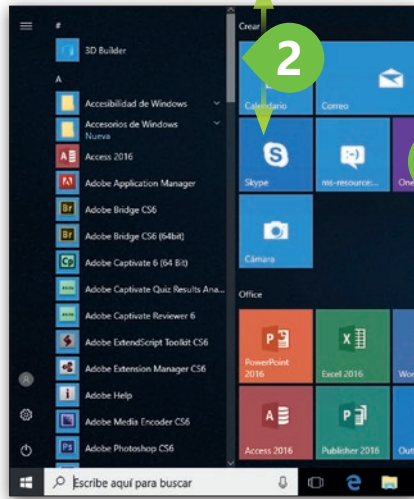 #
3D Builder
A
Accesibilidad de Windows
Accesorios de Windows
Nueva
Access 2016
Adobe Application Manager
Adobe Bridge CS6
Adobe Bridge CS6 (64bit)
Adobe Captivate 6 (64 Bit)
Adobe Captivate Quiz Results Ana...
Adobe Captivate Reviewer 6
Adobe ExtendScript Toolkit CS6
Adobe Extension Manager CS6
Adobe Help
Adobe Media Encoder CS6
Adobe Photoshop CS6
Escribe aquí para buscar
Crear
2
Calendario
Correo
Skype
ms-resource:...
One
Cámara
Office
PowerPoint
2016
Excel 2016
Wor
Access 2016
Publisher 2016
Out